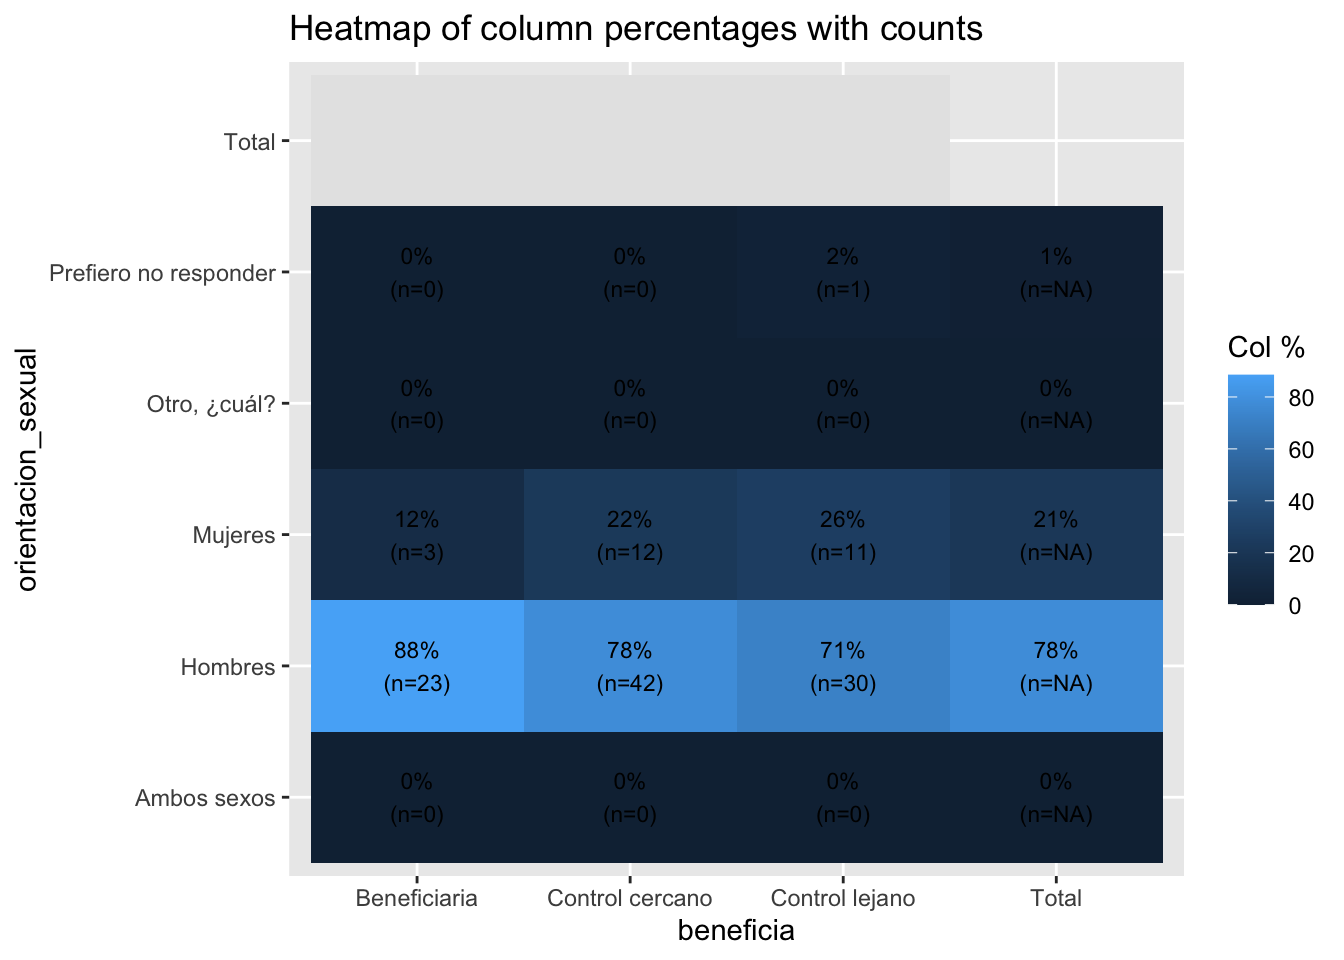 Heatmap of column percentages with counts
Total
Prefiero no responder
0%
0%
2%
1%
(n=0)
(n=0)
(n=1)
(n=NA)
Otro, ¿cuál?
0%
0%
0%
0%
(n=0)
(n=0)
(n=0)
(n=NA)
Mujeres
12%
22%
26%
21%
(n=3)
(n=12)
(n=11)
(n=NA)
Hombres
88%
78%
71%
78%
(n=23)
(n=42)
(n=30)
(n=NA)
Ambos sexos
0%
0%
0%
0%
(n=0)
(n=0)
(n=0)
(n=NA)
Beneficiaria
Control cercano
Control lejano
Total
beneficia
orientacion_sexual
Col %
80
60
40
20
0